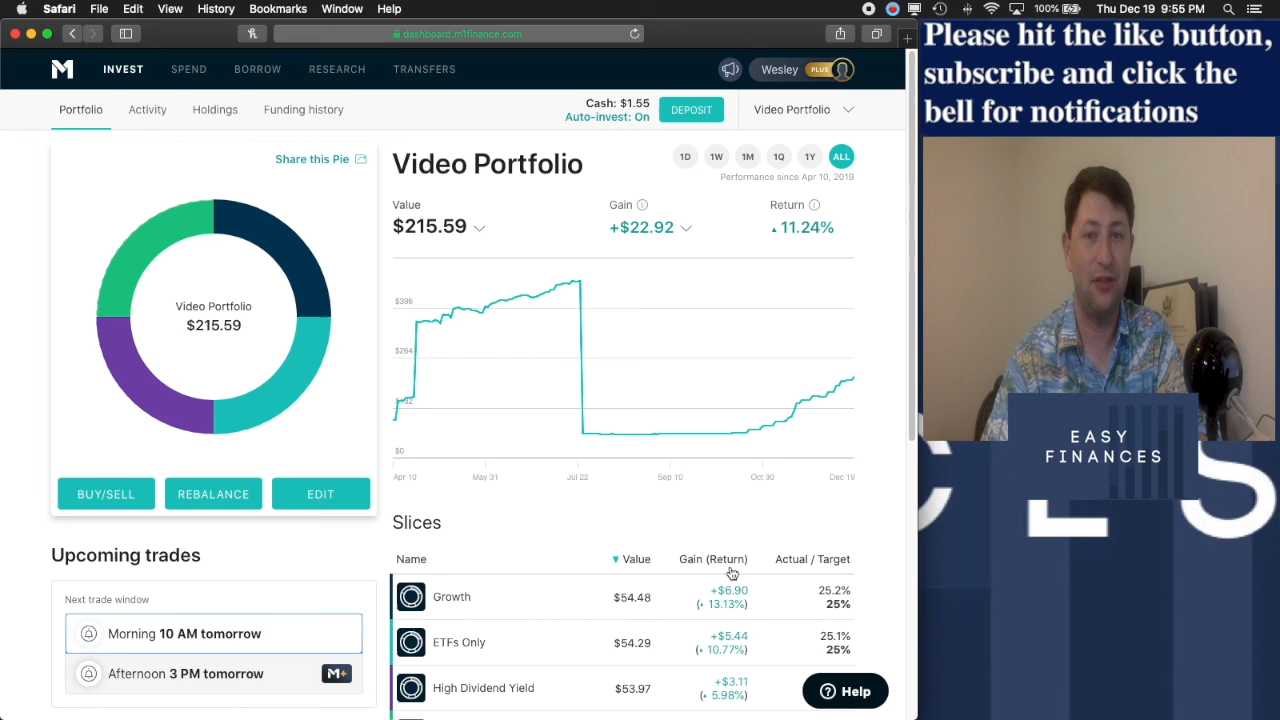 Safari File Edit View History Bookmarks Window Help
100% Thu Dec 19 9:55 PM
dashboard.m1finance.com
INVEST SPEND BORROW RESEARCH TRANSFERS
Wesley PLUS
Portfolio Activity Holdings Funding history
Cash: $1.55
Auto-invest: On
DEPOSIT
Video Portfolio
Share this Pie
Video Portfolio
$215.59
BUY/SELL REBALANCE EDIT
Upcoming trades
Next trade window
Morning 10 AM tomorrow
Afternoon 3 PM tomorrow M+
Video Portfolio
1D 1W 1M 1Q 1Y ALL
Performance since Apr 10, 2019
Value Gain Return
$215.59 +$22.92 11.24%
$396
$264
$132
$0
Apr 10 May 31 Jul 22 Sep 10 Oct 30 Dec 19
Slices
Name Value Gain (Return) Actual / Target
Growth $54.48 +$6.90 25.2%
(13.13%) 25%
ETFs Only $54.29 +$5.44 25.1%
(10.77%) 25%
High Dividend Yield $53.97 +$3.11
(5.98%)
Help
Please hit the like button,
subscribe and click the
bell for notifications
EASY
FINANCES